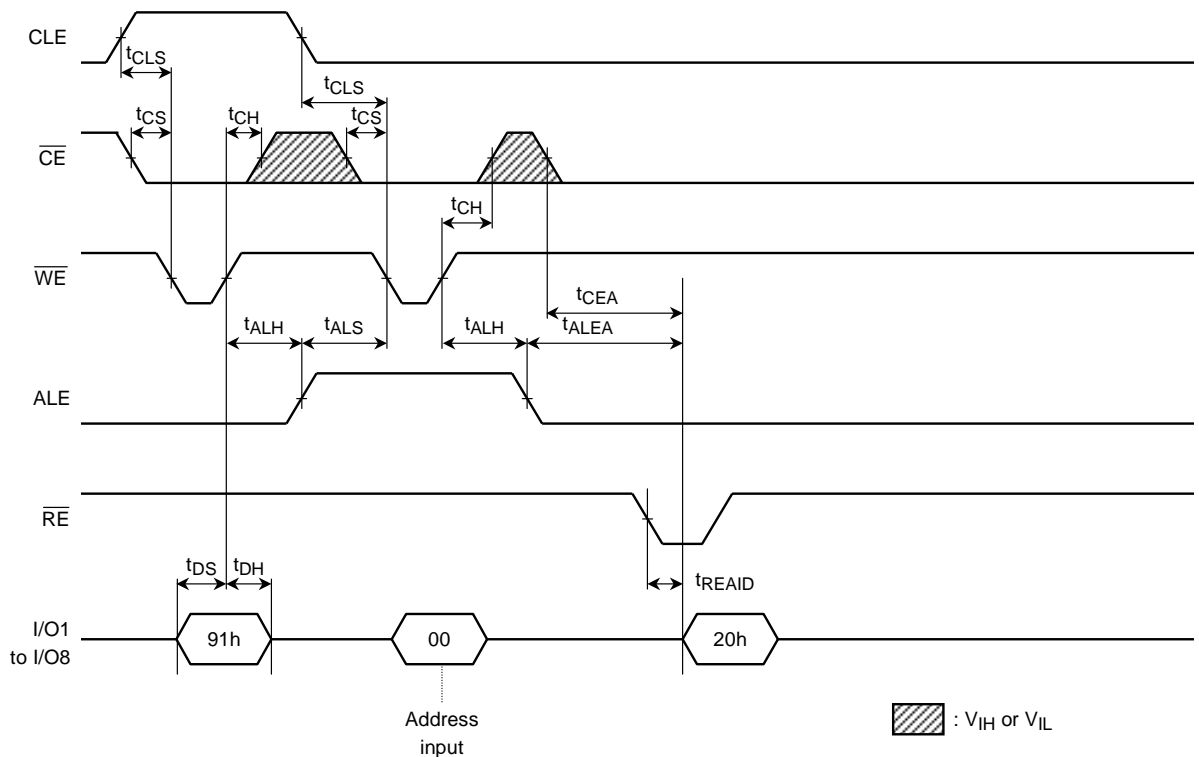 CLE
tCLS
tCLS
tCS
tCH
tCS
CE
tCH
WE
tCEA
tALH
tALS
tALH
tALEA
ALE
RE
tDS
tDH
tREAID
I/O1
to I/O8
91h
00
20h
Address
input
: VIH or VIL